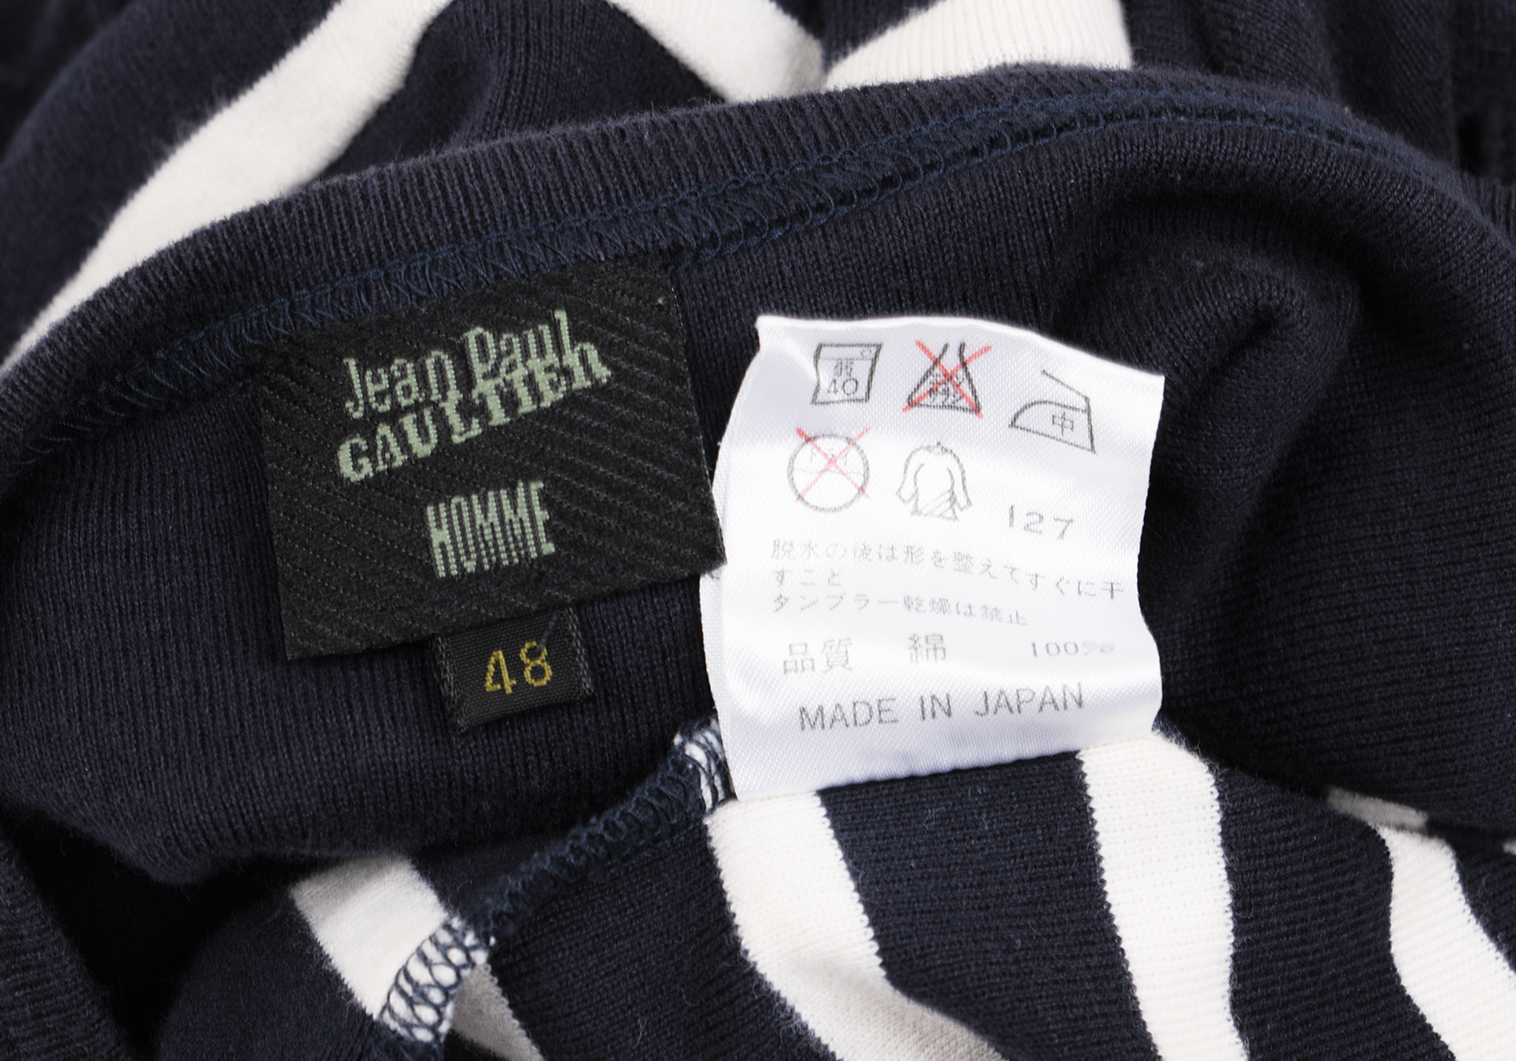 Jean Paul
GAULTIER
HOMME
48
弱
40
中
127
脱水の後は形を整えてすぐに干
すこと
タンブラー乾燥は禁止
品質 綿 100%
MADE IN JAPAN